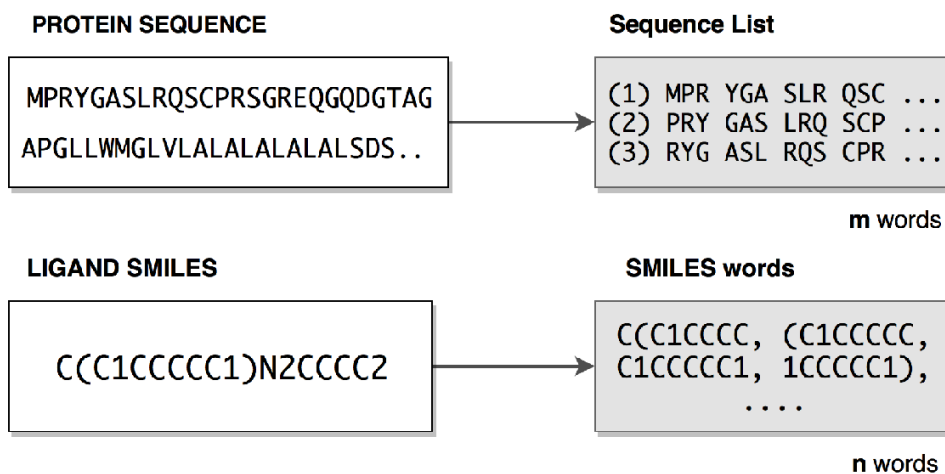 PROTEIN SEQUENCE
MPRYGASLRQSCPRSGREQGQDGTAG
APGLLWMGLVLALALALALALSDS..
Sequence List
(1) MPR YGA SLR QSC ...
(2) PRY GAS LRQ SCP ...
(3) RYG ASL RQS CPR ...
m words
LIGAND SMILES
C(C1CCCCC1)N2CCCC2
SMILES words
C(C1CCCC, (C1CCCCC,
C1CCCCC1, 1CCCCC1),
....
n words